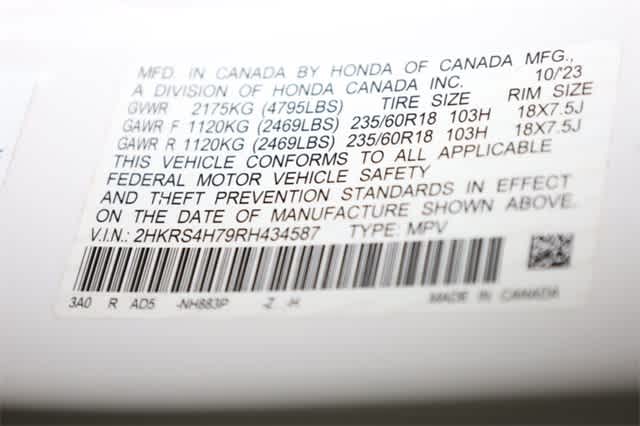 MFD. IN CANADA BY HONDA OF CANADA MFG.,
A DIVISION OF HONDA CANADA INC. 10/'23
GVWR 2175KG (4795LBS) TIRE SIZE RIM SIZE
GAWR F 1120KG (2469LBS) 235/60R18 103H 18X7.5J
GAWR R 1120KG (2469LBS) 235/60R18 103H 18X7.5J
THIS VEHICLE CONFORMS TO ALL APPLICABLE
FEDERAL MOTOR VEHICLE SAFETY
AND THEFT PREVENTION STANDARDS IN EFFECT
ON THE DATE OF MANUFACTURE SHOWN ABOVE.
V.I.N.: 2HKRS4H79RH434587 TYPE: MPV
3A0 R AD5 -NH883P -Z -H MADE IN CANADA